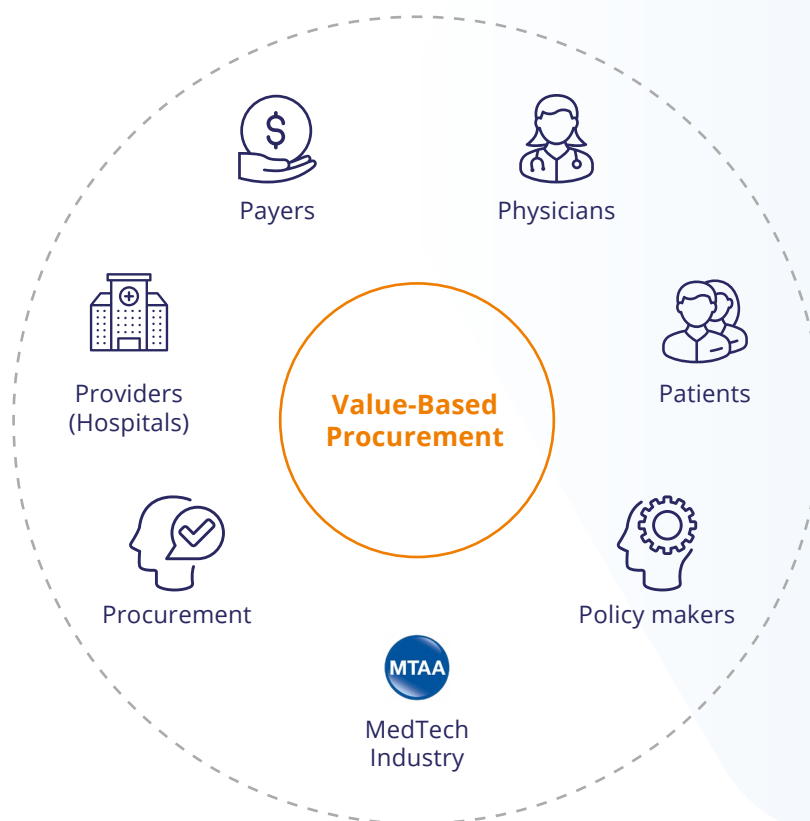 $
Payers
Physicians
Providers
(Hospitals)
Patients
Value-Based
Procurement
Procurement
Policy makers
MTAA
MedTech
Industry